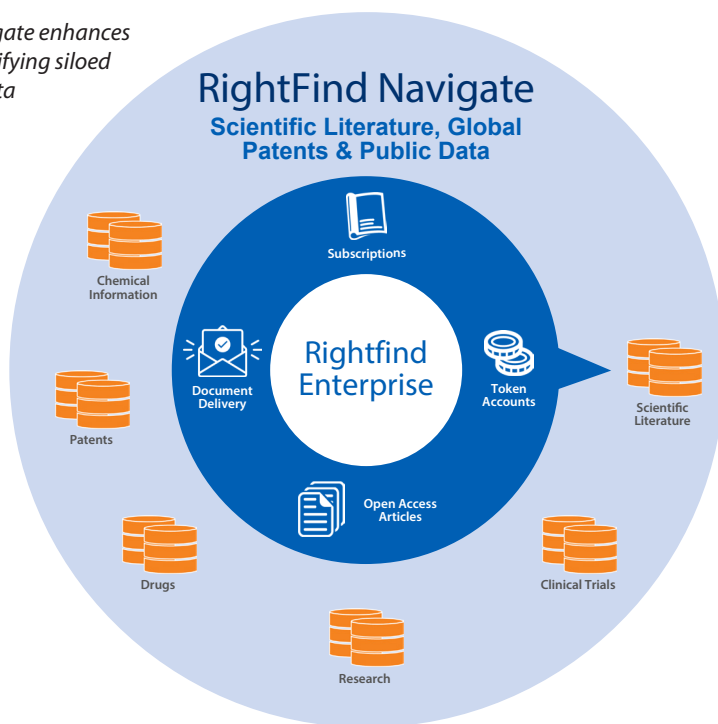 gate enhances
ifying siloed
ta
RightFind Navigate
Scientific Literature, Global
Patents & Public Data
Subscriptions
Chemical
Information
Rightfind
Enterprise
Document
Delivery
Token
Accounts
Scientific
Literature
Patents
Open Access
Articles
Drugs
Clinical Trials
Research